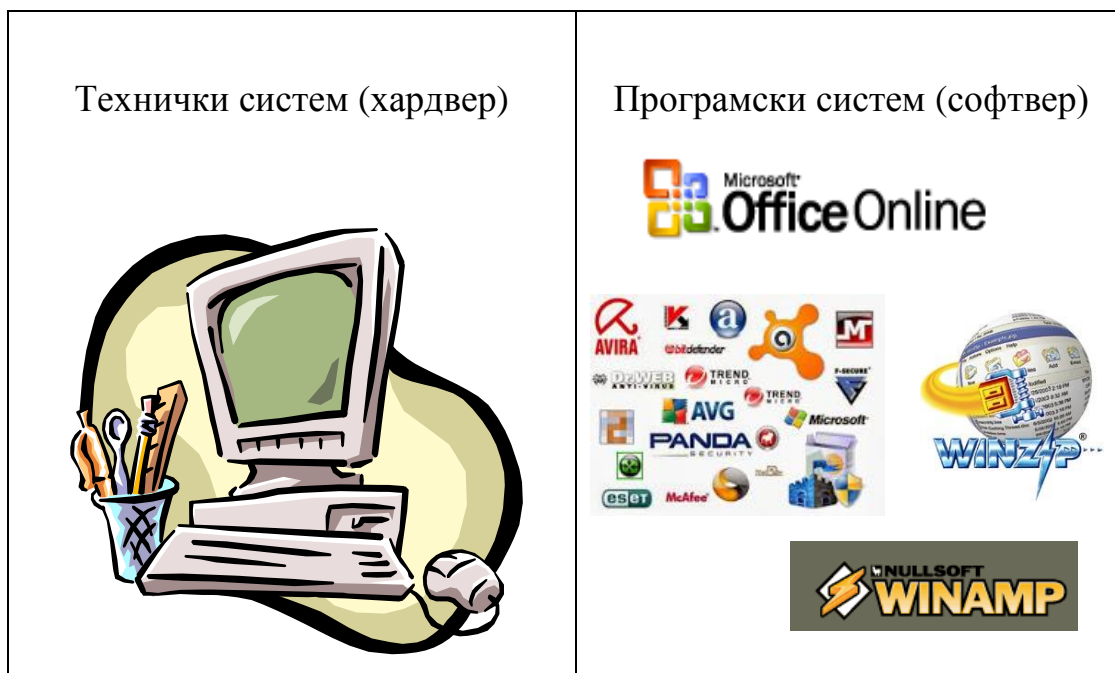 Технички систем (хардвер)
Програмски систем (софтвер)
Microsoft®
Office Online
AVIRA
bitdefender
a
a
M
Dr.WEB
ANTI-VIRUS
TREND
MICRO
F-SECURE
AVG
TREND
MICRO
Microsoft
PANDA
SECURITY
eset
McAfee
WINZIP®
NULLSOFT
WINAMP